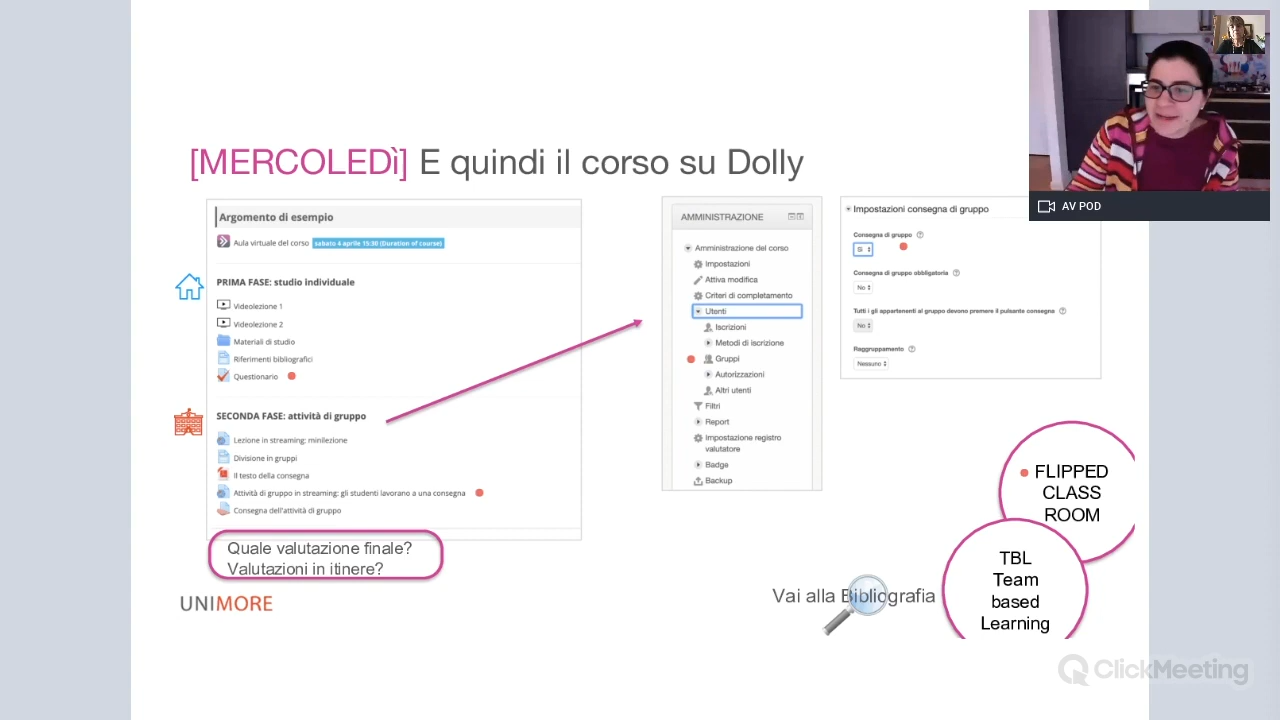 [MERCOLEDì] E quindi il corso su Dolly
Argomento di esempio
Aula virtuale del corso sabato 4 aprile 15:30 (Duration of course)
PRIMA FASE: studio individuale
Videolezione 1
Videolezione 2
Materiali di studio
Riferimenti bibliografici
Questionario
SECONDA FASE: attività di gruppo
Lezione in streaming: minilezione
Divisione in gruppi
Il testo della consegna
Attività di gruppo in streaming: gli studenti lavorano a una consegna
Consegna dell'attività di gruppo
Quale valutazione finale?
Valutazioni in itinere?
UNIMORE
AMMINISTRAZIONE
Amministrazione del corso
Impostazioni
Attiva modifica
Criteri di completamento
Utenti
Iscrizioni
Metodi di iscrizione
Gruppi
Autorizzazioni
Altri utenti
Filtri
Report
Impostazione registro
valutatore
Badge
Backup
Impostazioni consegna di gruppo
Consegna di gruppo
Consegna di gruppo obbligatoria
No
Tutti i gli appartenenti al gruppo devono premere il pulsante consegna
No
Raggruppamento
Nessuno
AV POD
FLIPPED
CLASS
ROOM
TBL
Team
based
Learning
Vai alla Bibliografia
ClickMeeting